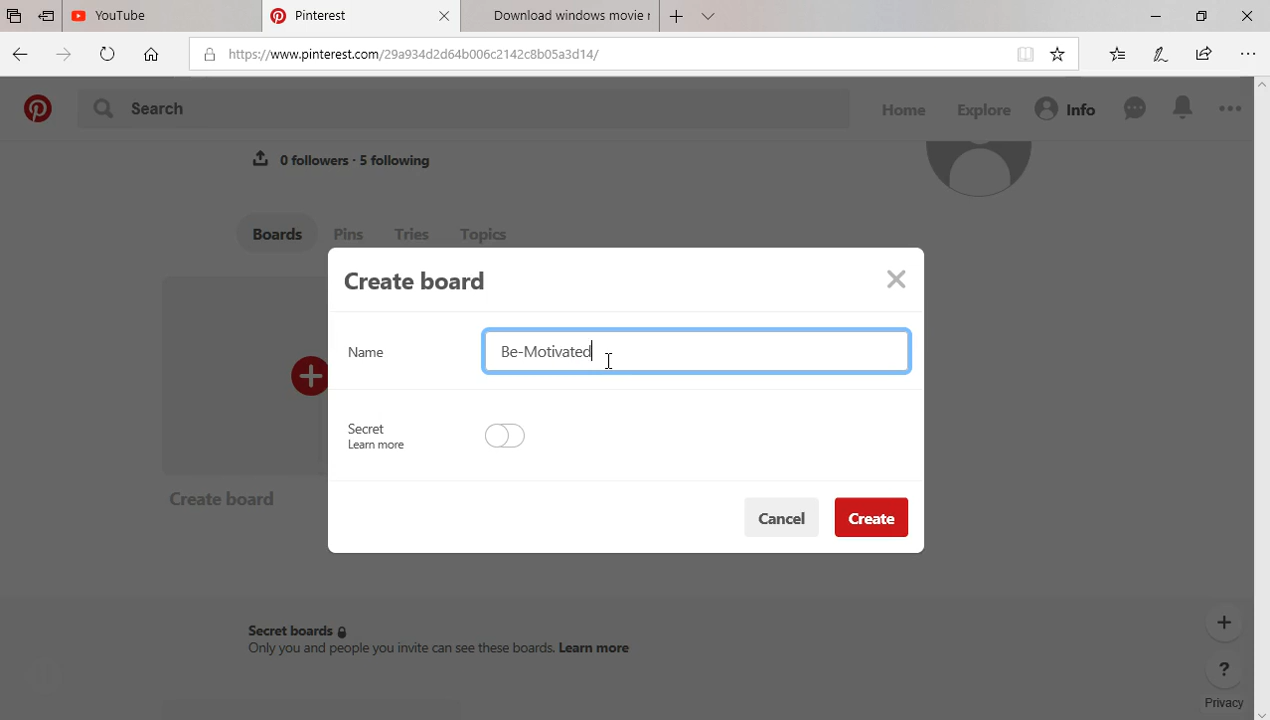 YouTube
Pinterest
Download windows movie r
https://www.pinterest.com/29a934d2d64b006c2142c8b05a3d14/
Search
Home
Explore
Info
0 followers · 5 following
Boards
Pins
Tries
Topics
Create board
Name
Be-Motivated
Secret
Learn more
Cancel
Create
Create board
Secret boards
Only you and people you invite can see these boards. Learn more
?
Privacy